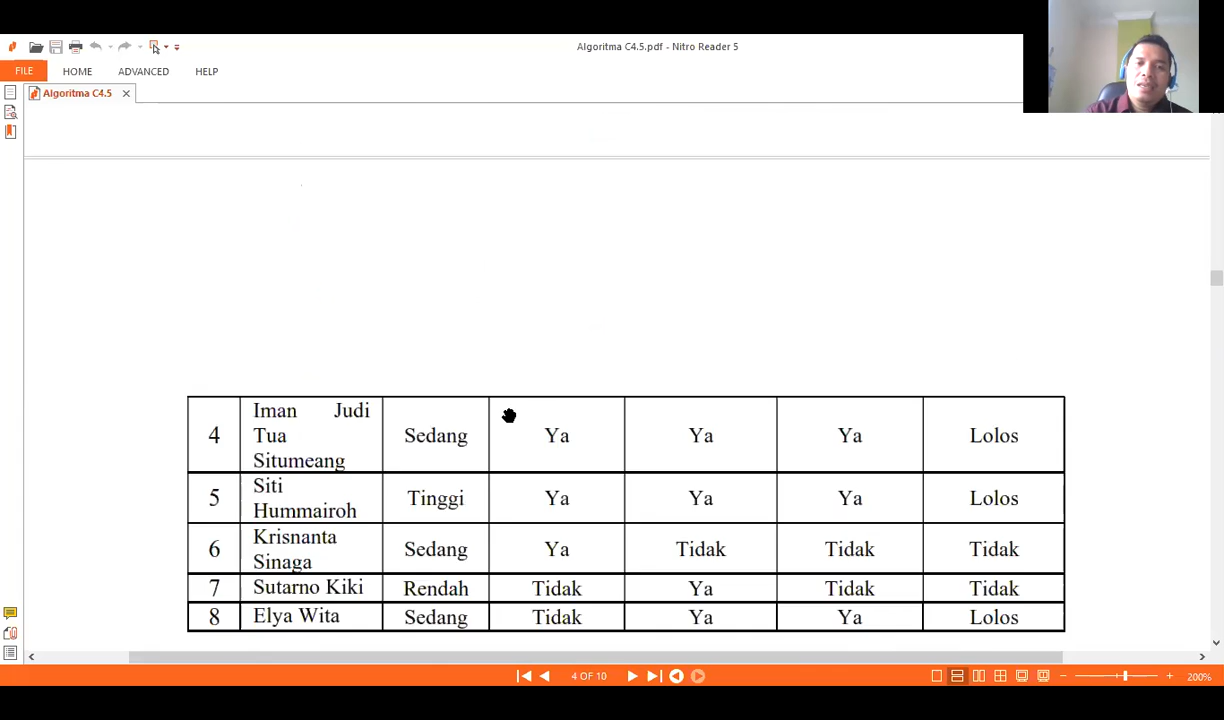 Algoritma C4.5.pdf - Nitro Reader 5
FILE HOME ADVANCED HELP
Algoritma C4.5
4 Iman Judi Tua Situmeang Sedang Ya Ya Ya Lolos
5 Siti Hummairoh Tinggi Ya Ya Ya Lolos
6 Krisnanta Sinaga Sedang Ya Tidak Tidak Tidak
7 Sutarno Kiki Rendah Tidak Ya Tidak Tidak
8 Elya Wita Sedang Tidak Ya Ya Lolos
4 OF 10
200%